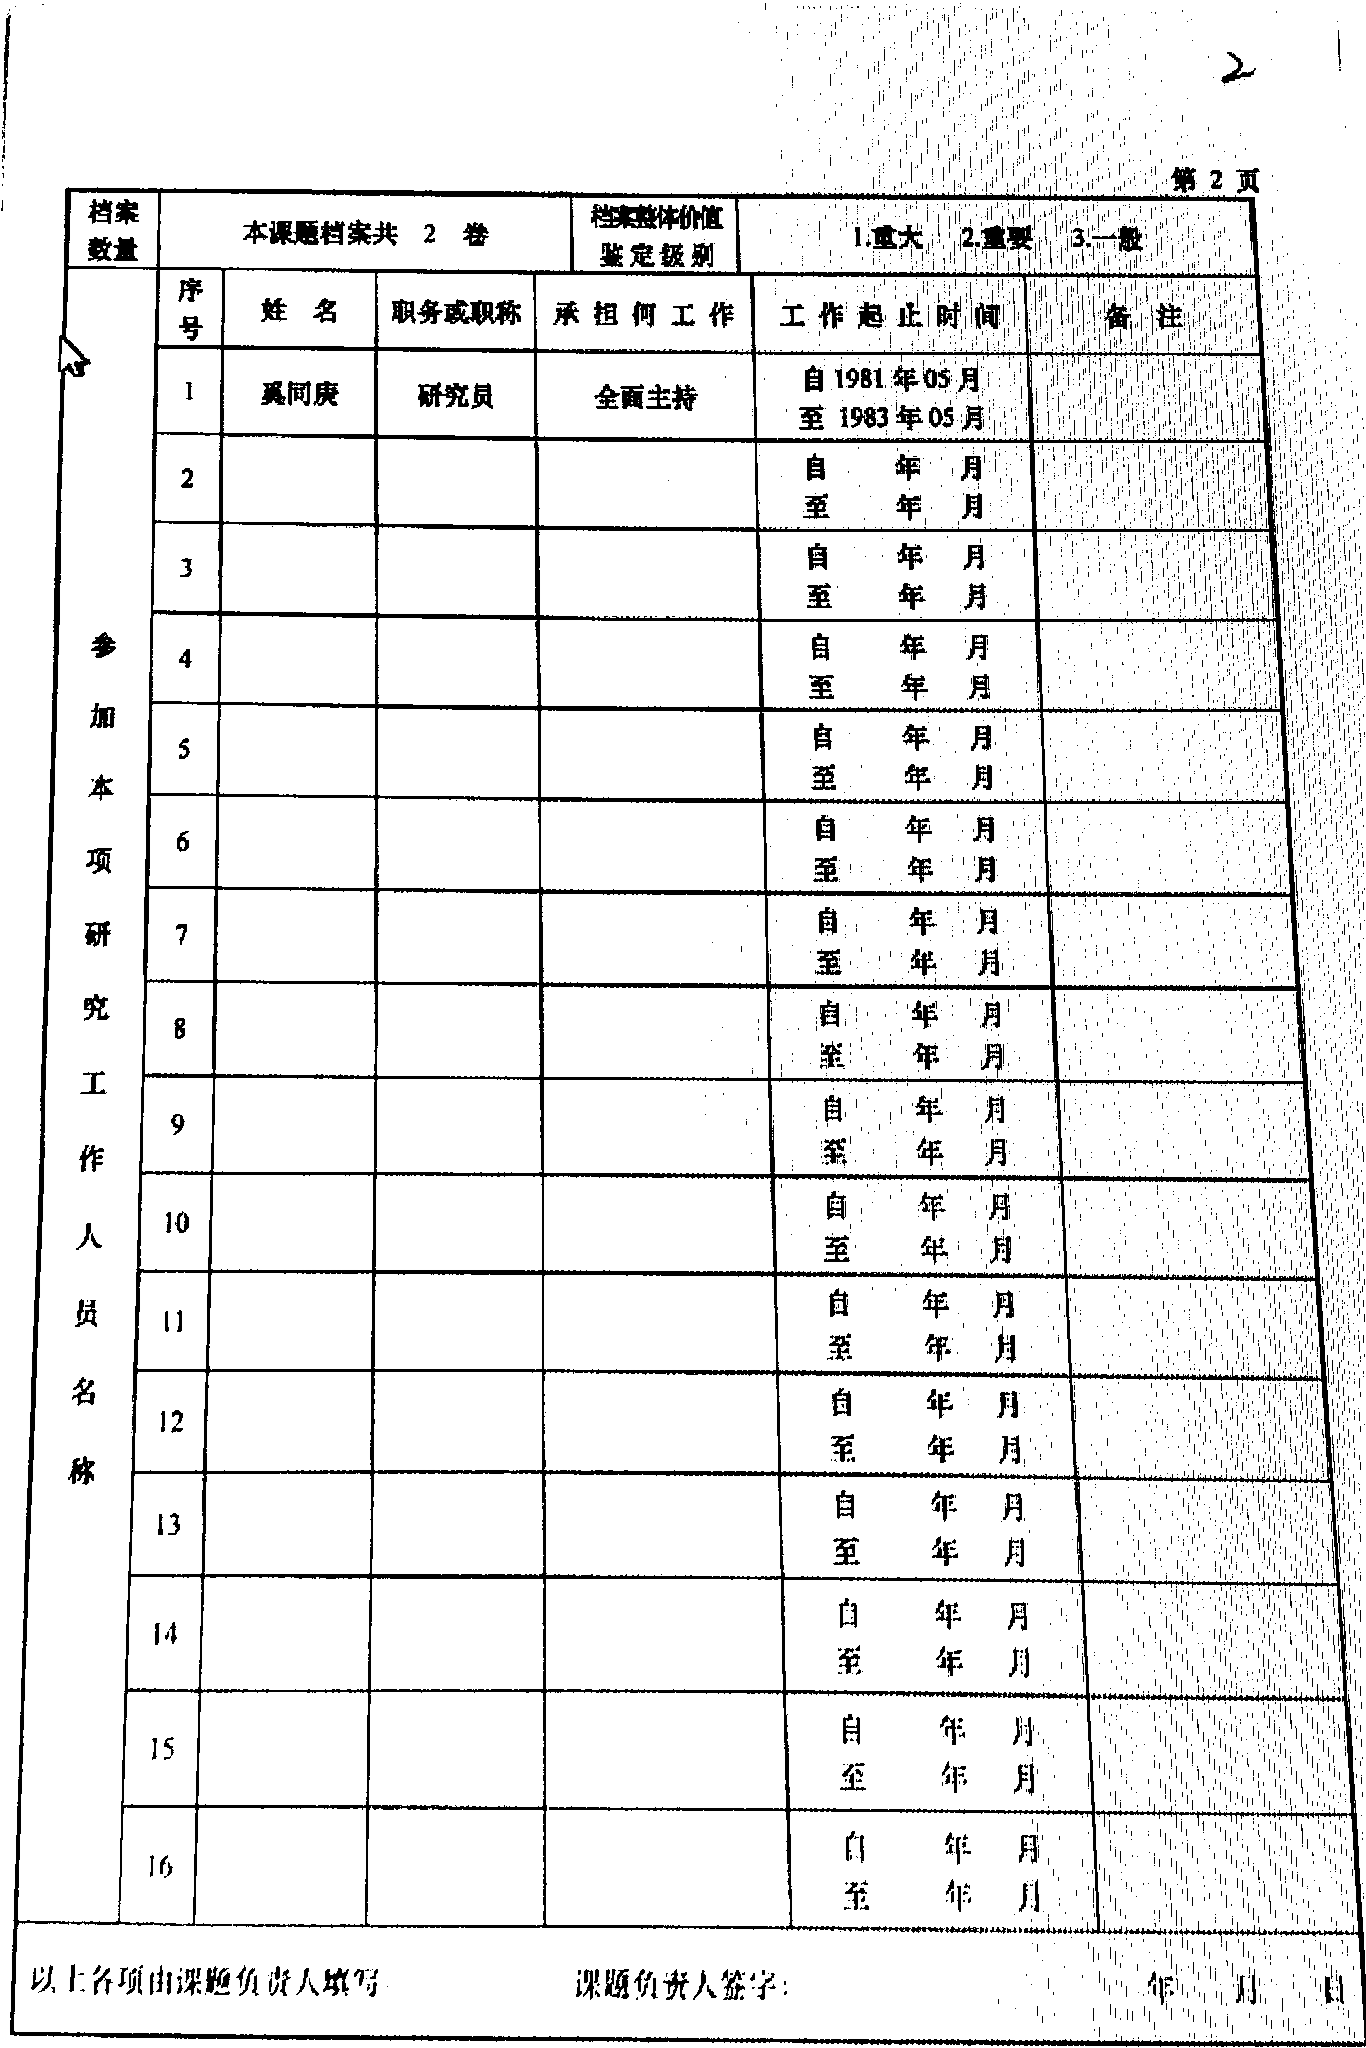 2
第 2 页
档案数量 本课题档案共 2 卷 档案整体价值鉴定级别 1.重大 2.重要 3.一般
参加本项研究工作人员名称
序号 姓 名 职务或职称 承担何工作 工作起止时间 备 注
1 研究员 全面主持 自 1981 年 05 月
至 1983 年 05 月
2 自 年 月
至 年 月
3 自 年 月
至 年 月
4 自 年 月
至 年 月
5 自 年 月
至 年 月
6 自 年 月
至 年 月
7 自 年 月
至 年 月
8 自 年 月
至 年 月
9 自 年 月
至 年 月
10 自 年 月
至 年 月
11 自 年 月
至 年 月
12 自 年 月
至 年 月
13 自 年 月
至 年 月
14 自 年 月
至 年 月
15 自 年 月
至 年 月
16 自 年 月
至 年 月
以上各项由课题负责人填写 课题负责人签字: 年 月 日